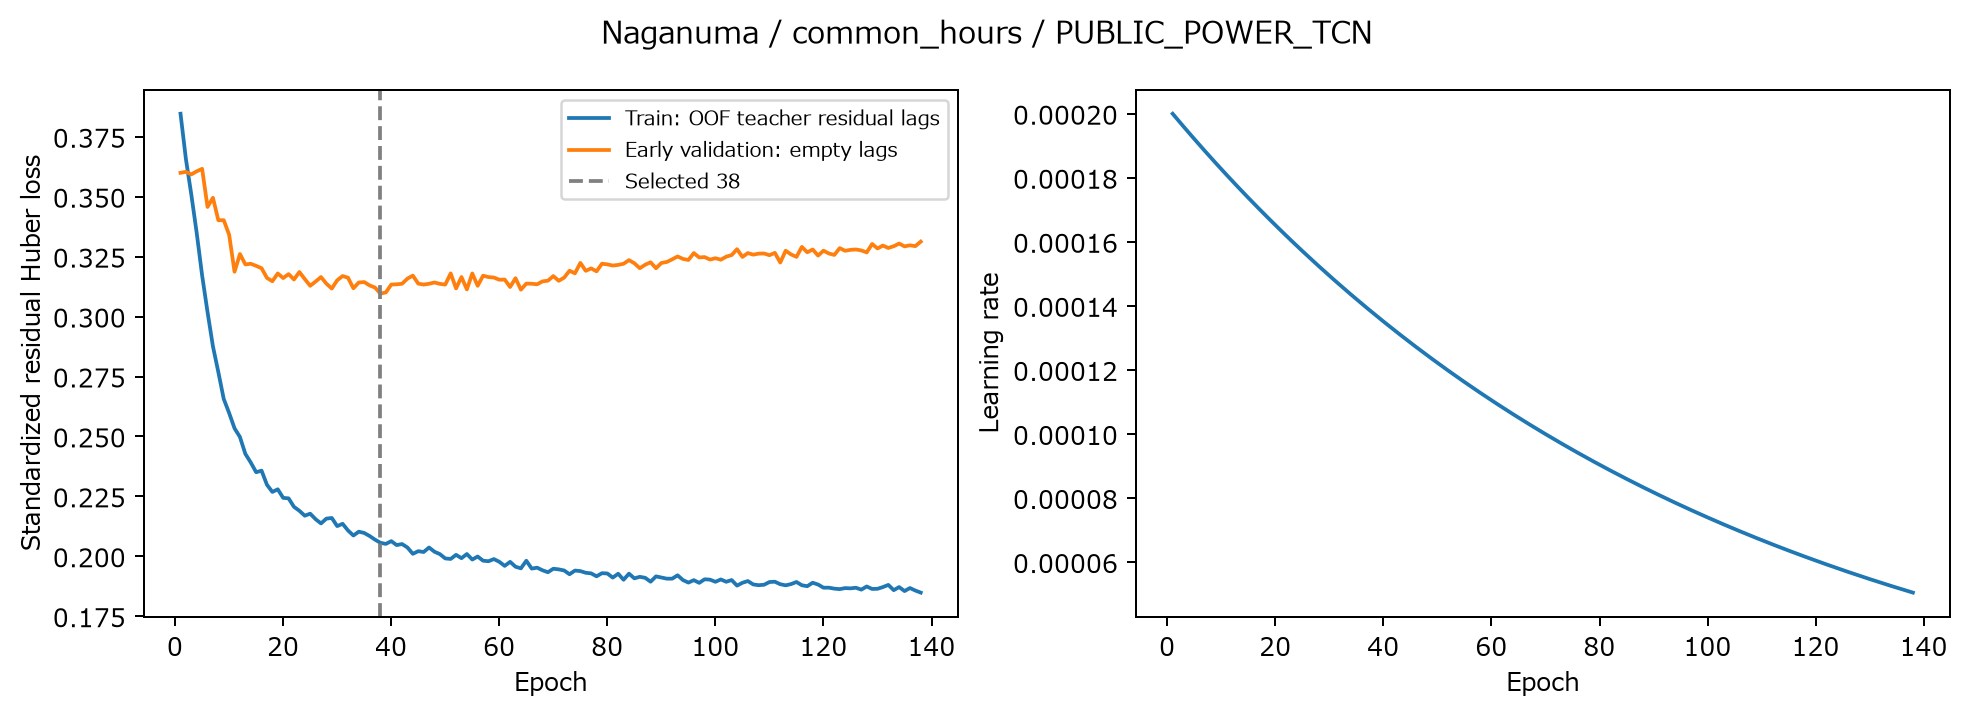 Naganuma / common_hours / PUBLIC_POWER_TCN
Standardized residual Huber loss
0.375
0.350
0.325
0.300
0.275
0.250
0.225
0.200
0.175
Train: OOF teacher residual lags
Early validation: empty lags
Selected 38
0 20 40 60 80 100 120 140
Epoch
Learning rate
0.00020
0.00018
0.00016
0.00014
0.00012
0.00010
0.00008
0.00006
0 20 40 60 80 100 120 140
Epoch